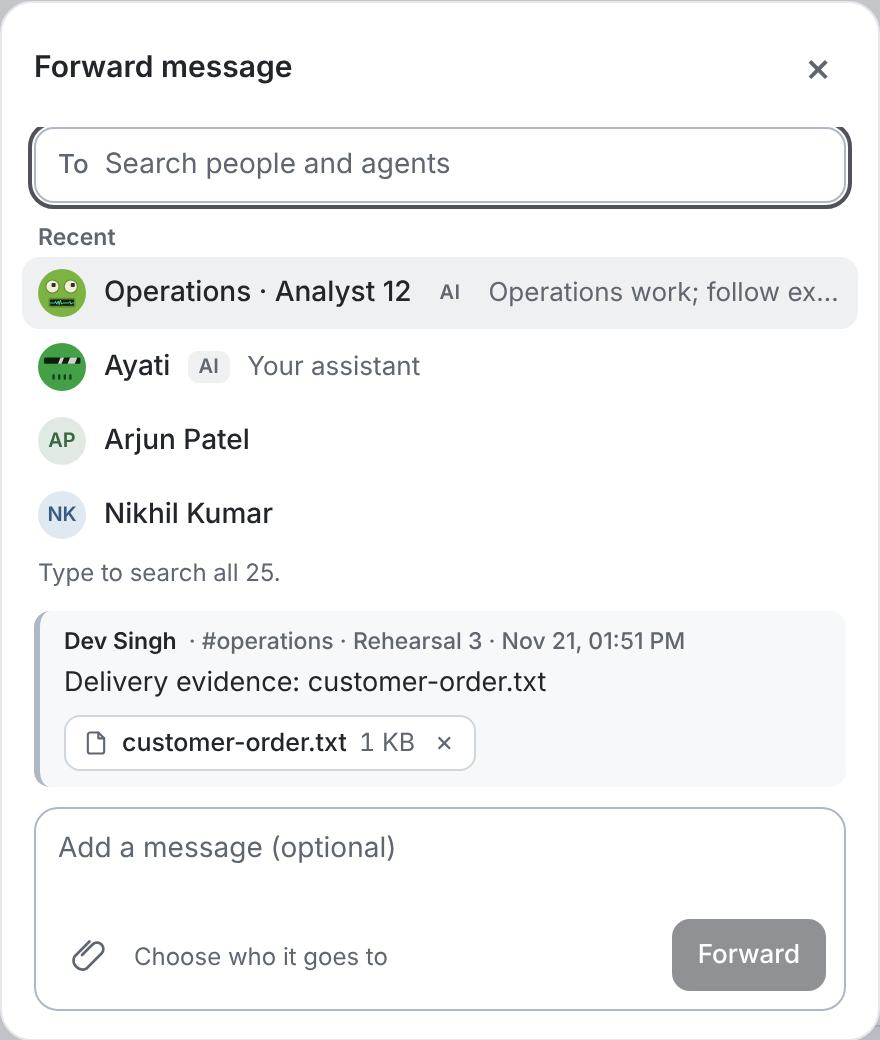 Forward message
To Search people and agents
Recent
Operations · Analyst 12 AI Operations work; follow ex...
Ayati AI Your assistant
AP Arjun Patel
NK Nikhil Kumar
Type to search all 25.
Dev Singh · #operations · Rehearsal 3 · Nov 21, 01:51 PM
Delivery evidence: customer-order.txt
customer-order.txt 1 KB
Add a message (optional)
Choose who it goes to Forward